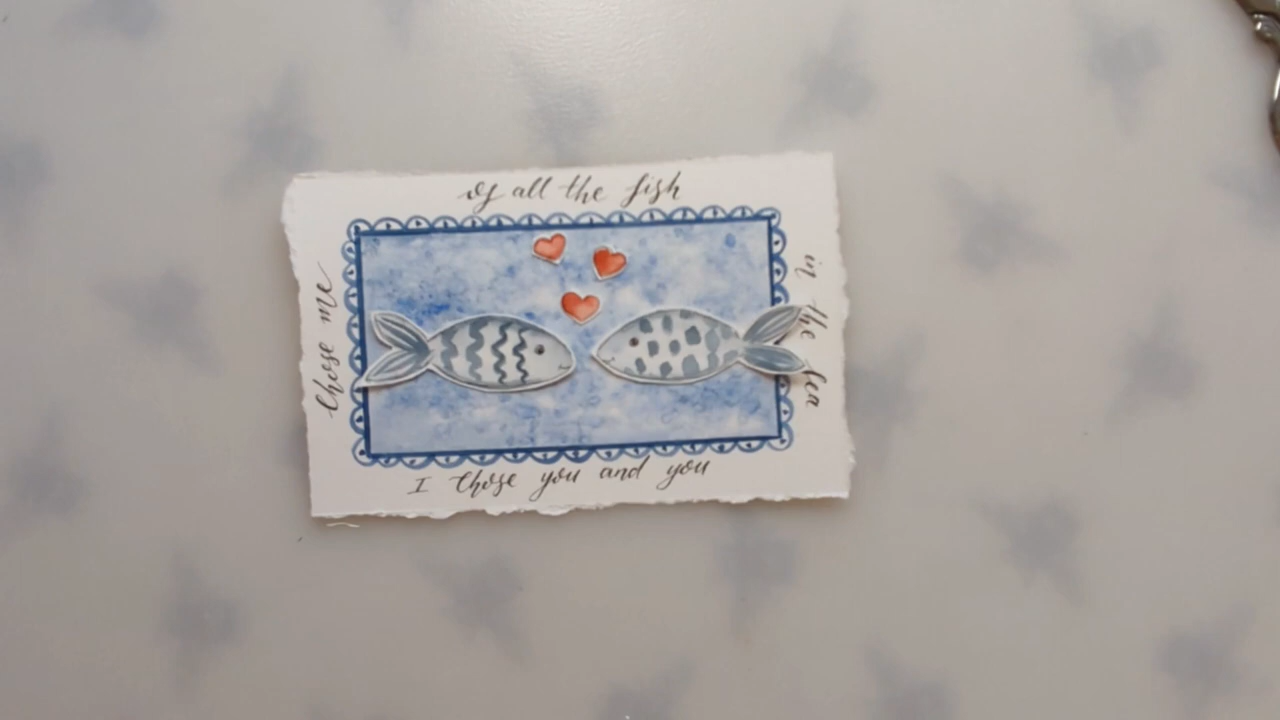 of all the fish
in the sea
I chose you and you
chose me